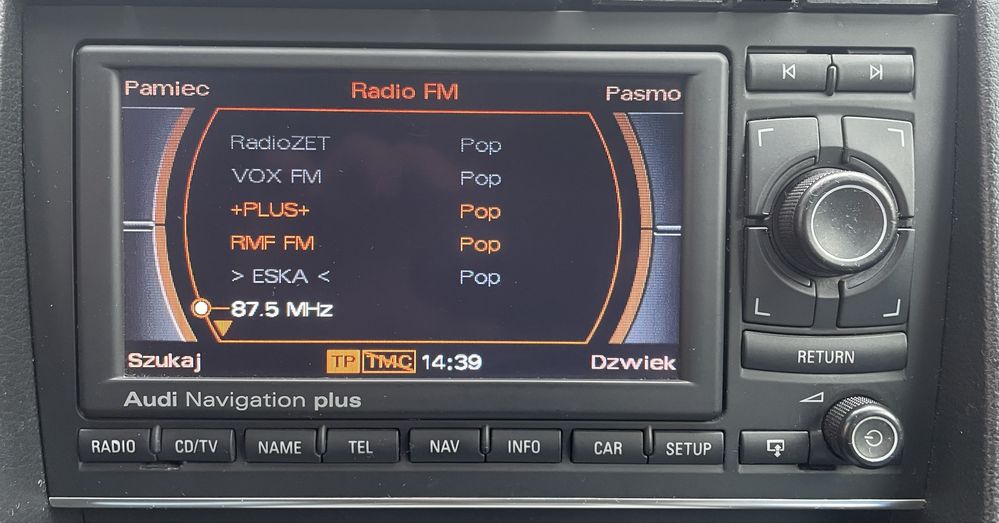 Pamiec Radio FM Pasmo
RadioZET Pop
VOX FM Pop
+PLUS+ Pop
RMF FM Pop
> ESKA < Pop
87.5 MHz
Szukaj TP TMC 14:39 Dzwiek
Audi Navigation plus
RETURN
RADIO CD/TV NAME TEL NAV INFO CAR SETUP